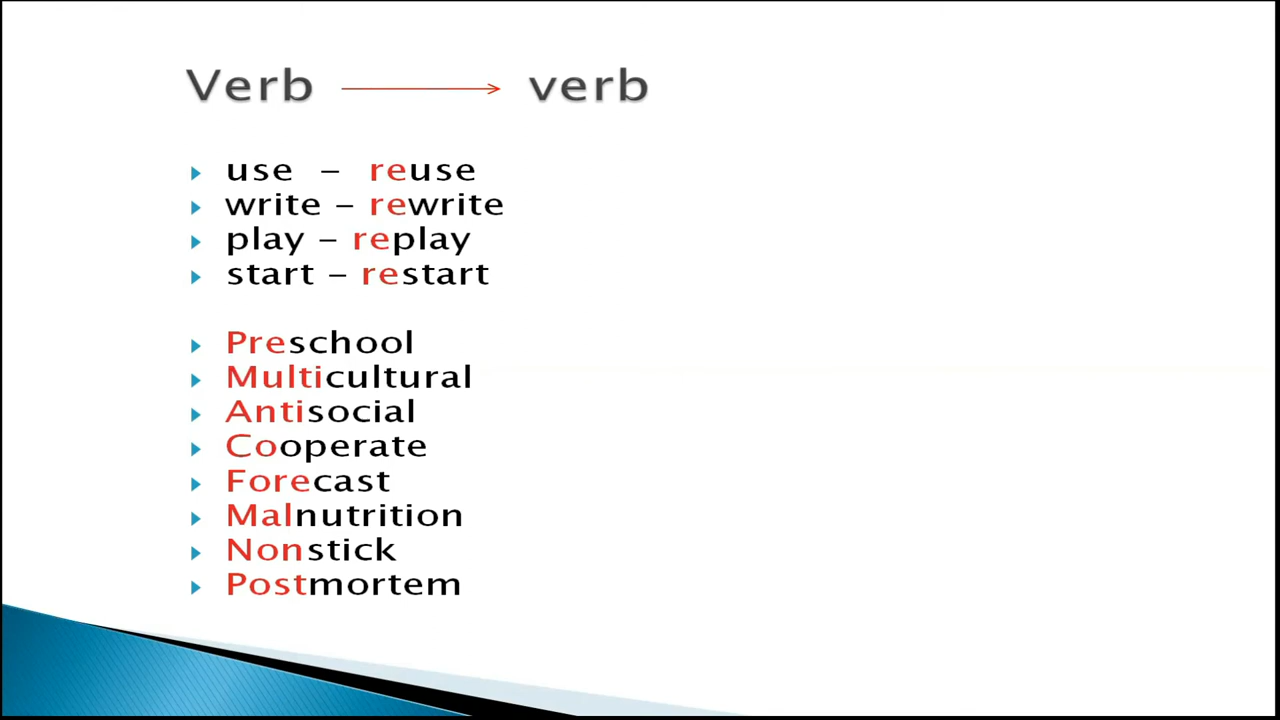 Verb verb
use – reuse
write – rewrite
play – replay
start – restart
Preschool
Multicultural
Antisocial
Cooperate
Forecast
Malnutrition
Nonstick
Postmortem